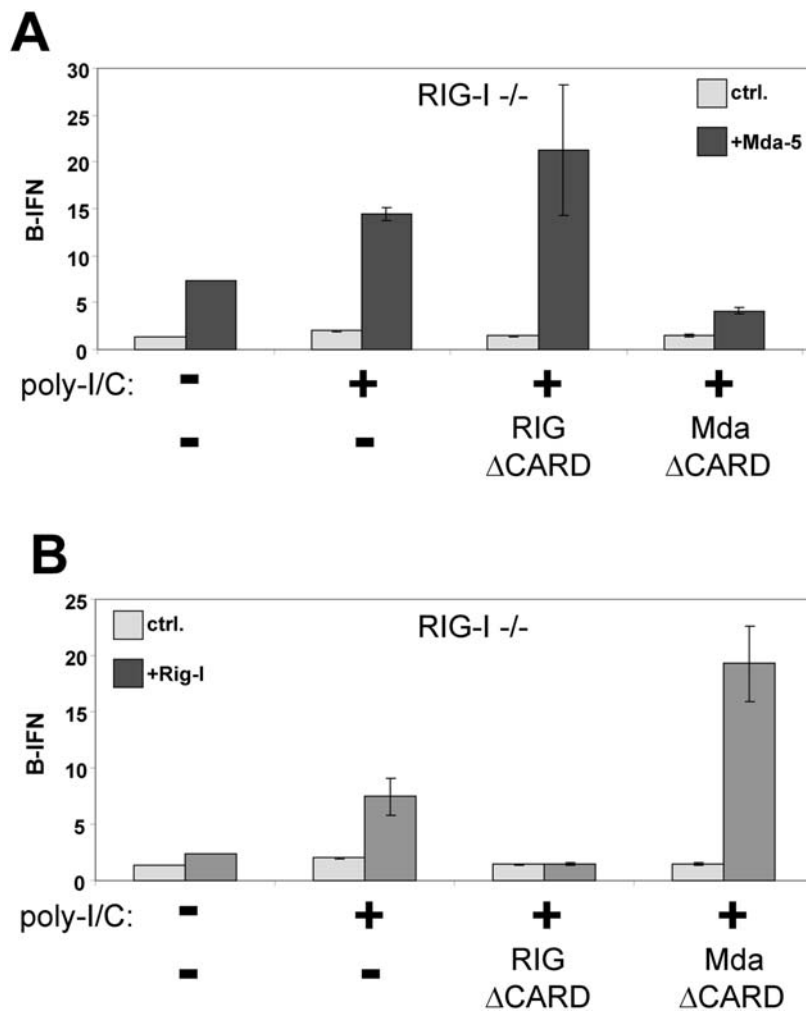 A
30
RIG-I -/-
ctrl.
25
+Mda-5
20
B-IFN
15
10
5
0
poly-I/C: - + + +
- - RIG Mda
ΔCARD ΔCARD
B
25
ctrl.
RIG-I -/-
20
+Rig-I
15
B-IFN
10
5
0
poly-I/C: - + + +
- - RIG Mda
ΔCARD ΔCARD